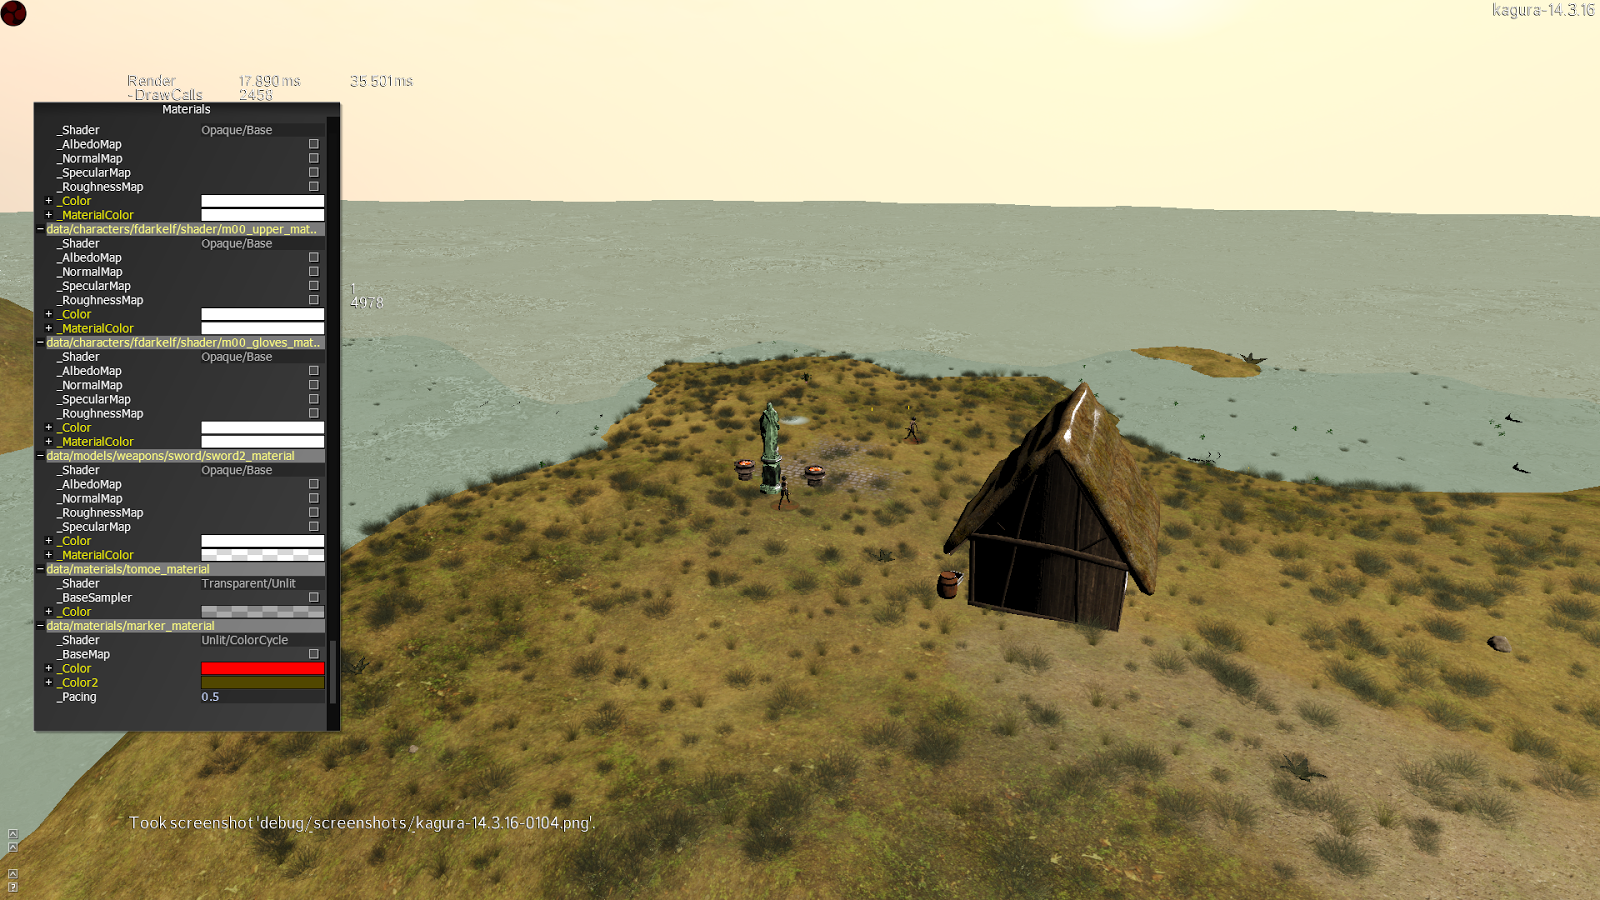 kagura-14.3.16
Render 17.890 ms 35.501ms
-DrawCalls 2458
Materials
_Shader Opaque/Base
_AlbedoMap
_NormalMap
_SpecularMap
_RoughnessMap
+ _Color
+ _MaterialColor
data/characters/fdarkelf/shader/m00_upper_mat..
_Shader Opaque/Base
_AlbedoMap
_NormalMap
_SpecularMap
_RoughnessMap
+ _Color
+ _MaterialColor
data/characters/fdarkelf/shader/m00_gloves_mat..
_Shader Opaque/Base
_AlbedoMap
_NormalMap
_SpecularMap
_RoughnessMap
+ _Color
+ _MaterialColor
data/models/weapons/sword/sword2_material
_Shader Opaque/Base
_AlbedoMap
_NormalMap
_RoughnessMap
_SpecularMap
+ _Color
+ _MaterialColor
data/materials/tomoe_material
_Shader Transparent/Unlit
_BaseSampler
+ _Color
data/materials/marker_material
_Shader Unlit/ColorCycle
_BaseMap
+ _Color
+ _Color2
_Pacing 0.5
1
4978
Took screenshot 'debug/screenshots/kagura-14.3.16-0104.png'.
?